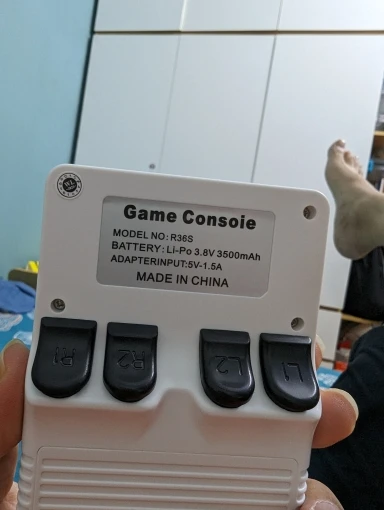 Game Consoie
MODEL NO: R36S
BATTERY: Li-Po 3.8V 3500mAh
ADAPTERINPUT:5V-1.5A
MADE IN CHINA
R1 R2 L2 L1